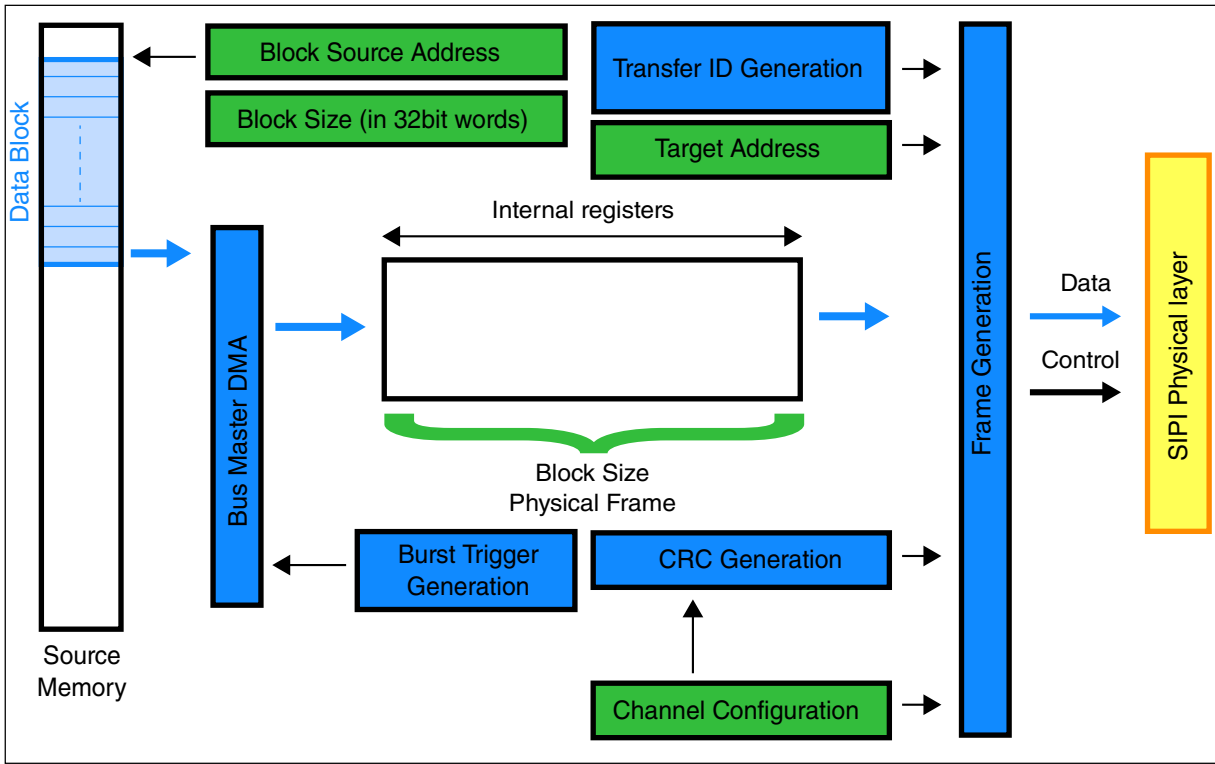 Block Source Address
Transfer ID Generation
Block Size (in 32bit words)
Target Address
Data Block
Internal registers
Bus Master DMA
Frame Generation
Data
Control
SIPI Physical layer
Block Size
Physical Frame
Burst Trigger
Generation
CRC Generation
Source
Memory
Channel Configuration